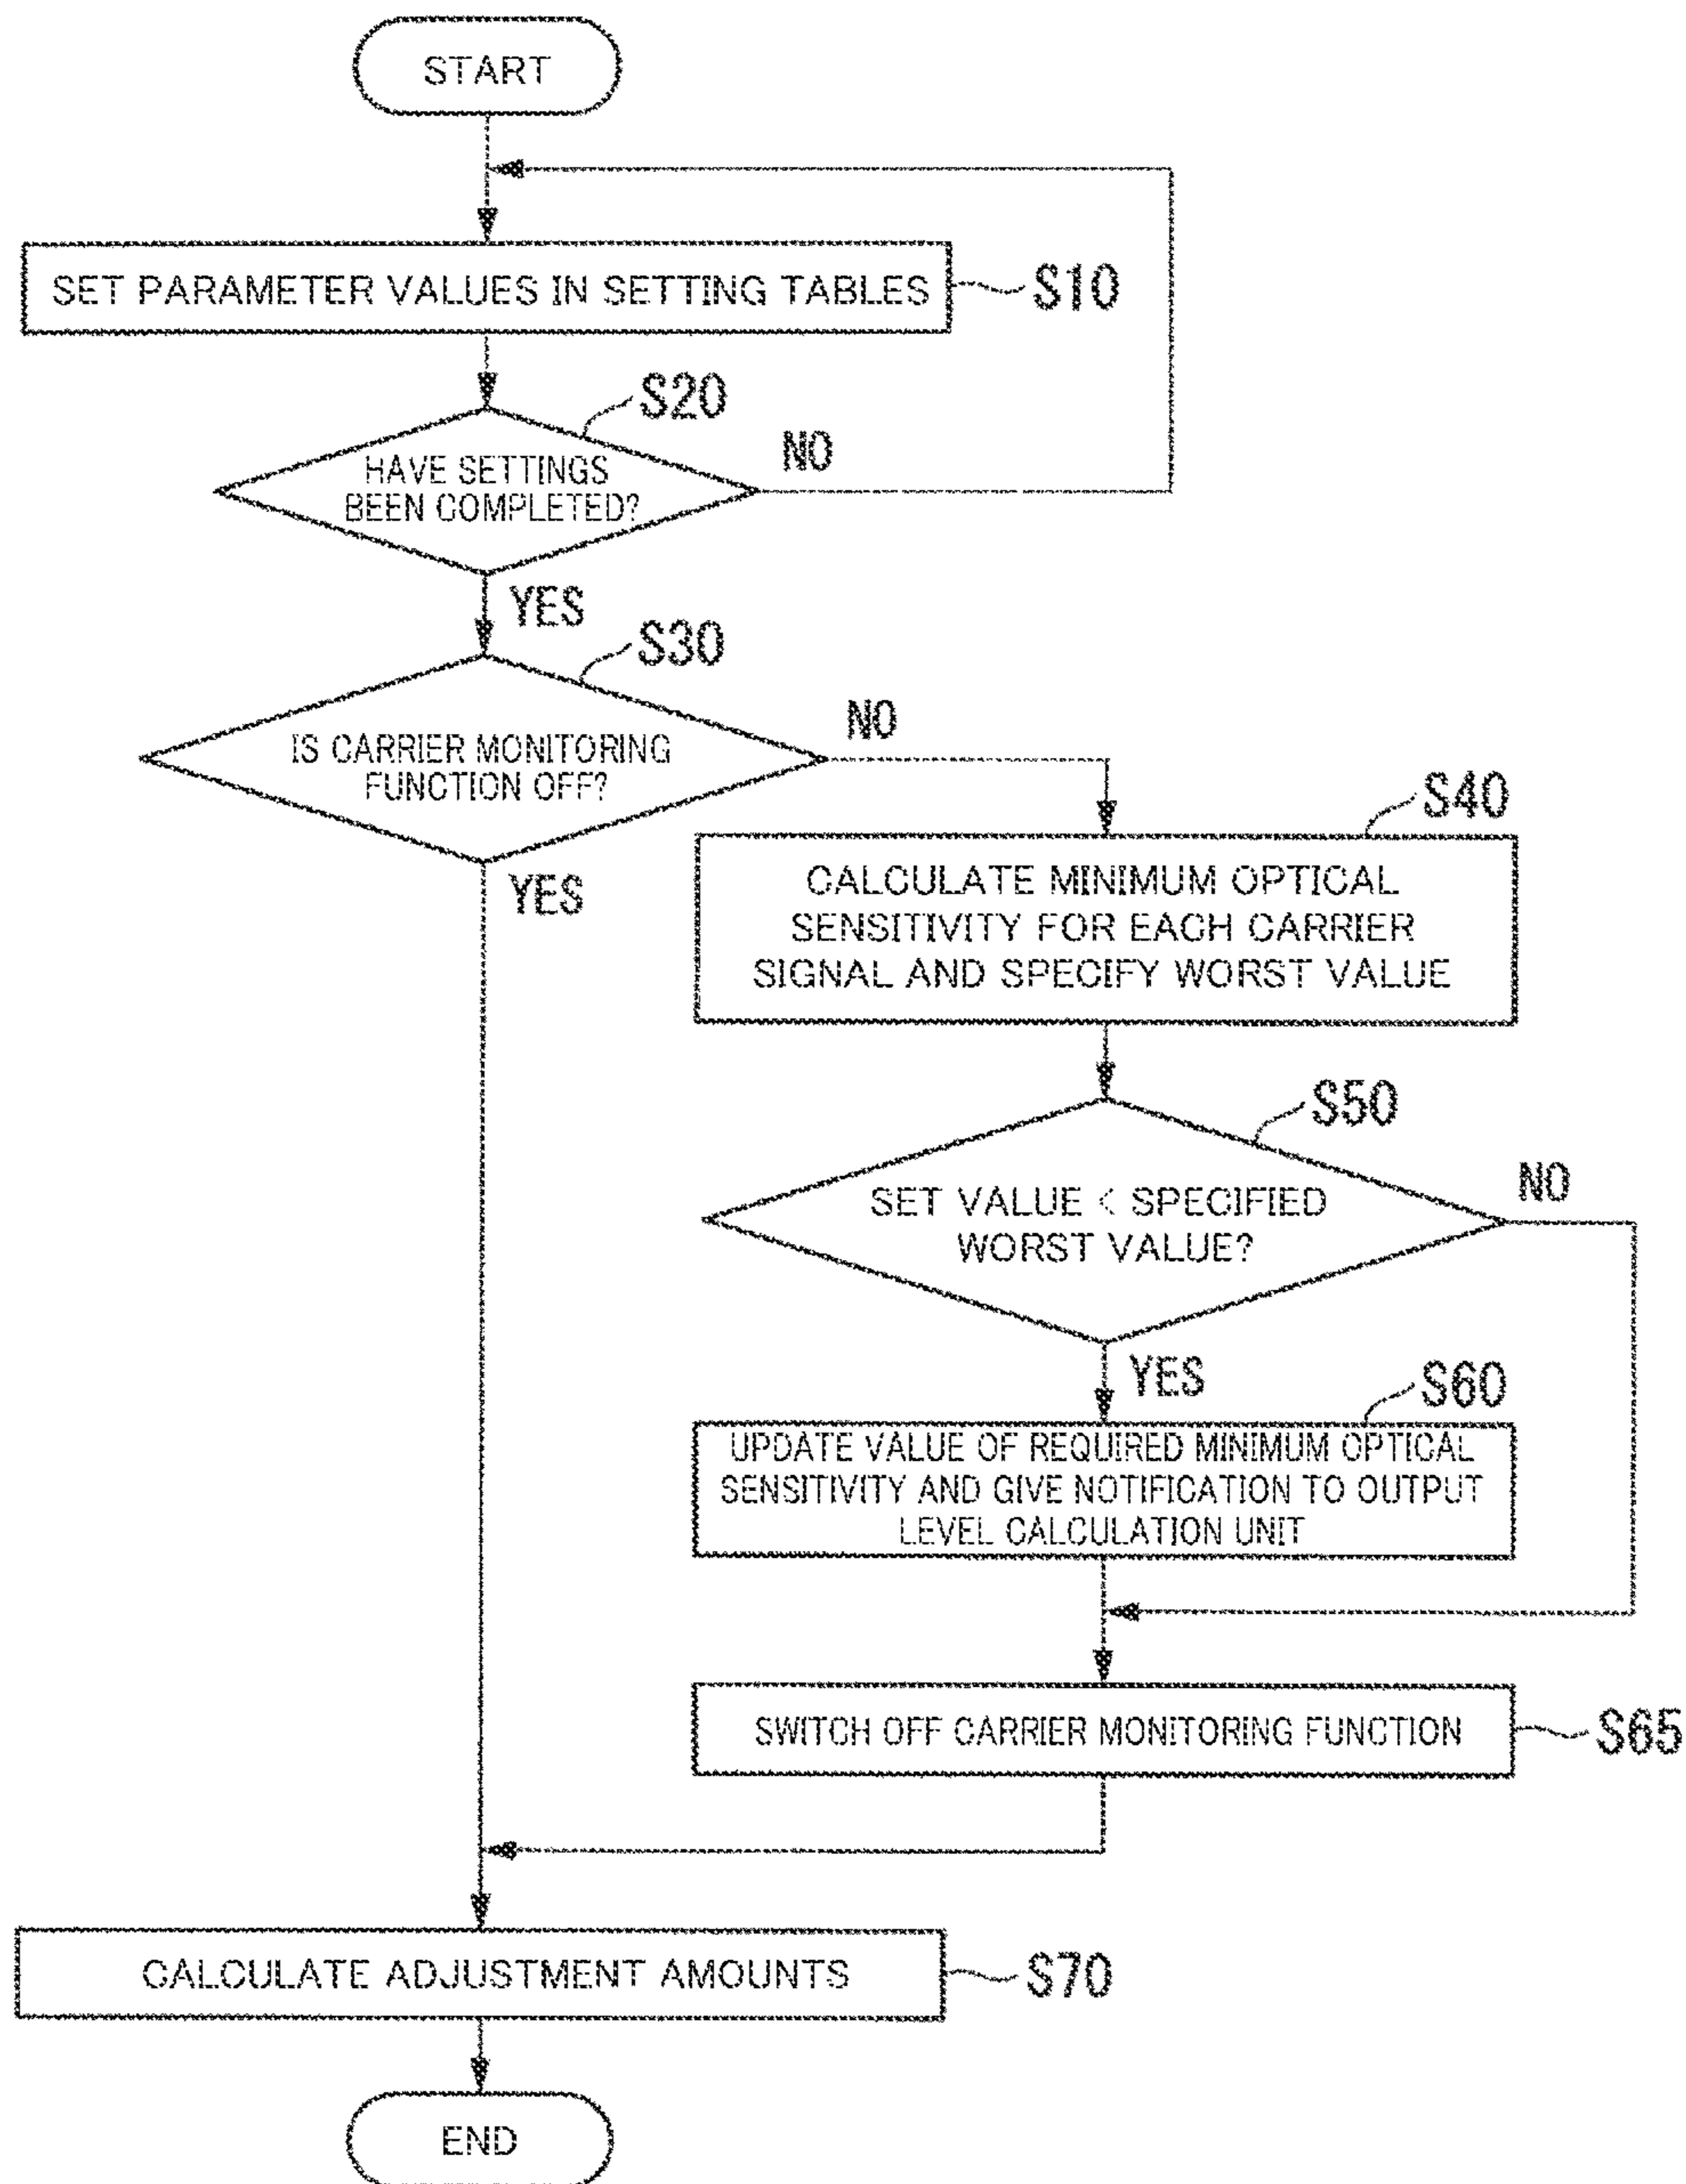 START
SET PARAMETER VALUES IN SETTING TABLES
S10
S20
HAVE SETTINGS
BEEN COMPLETED?
NO
YES
S30
IS CARRIER MONITORING
FUNCTION OFF?
NO
YES
S40
CALCULATE MINIMUM OPTICAL
SENSITIVITY FOR EACH CARRIER
SIGNAL AND SPECIFY WORST VALUE
S50
SET VALUE < SPECIFIED
WORST VALUE?
NO
YES
S60
UPDATE VALUE OF REQUIRED MINIMUM OPTICAL
SENSITIVITY AND GIVE NOTIFICATION TO OUTPUT
LEVEL CALCULATION UNIT
SWITCH OFF CARRIER MONITORING FUNCTION
S65
CALCULATE ADJUSTMENT AMOUNTS
S70
END